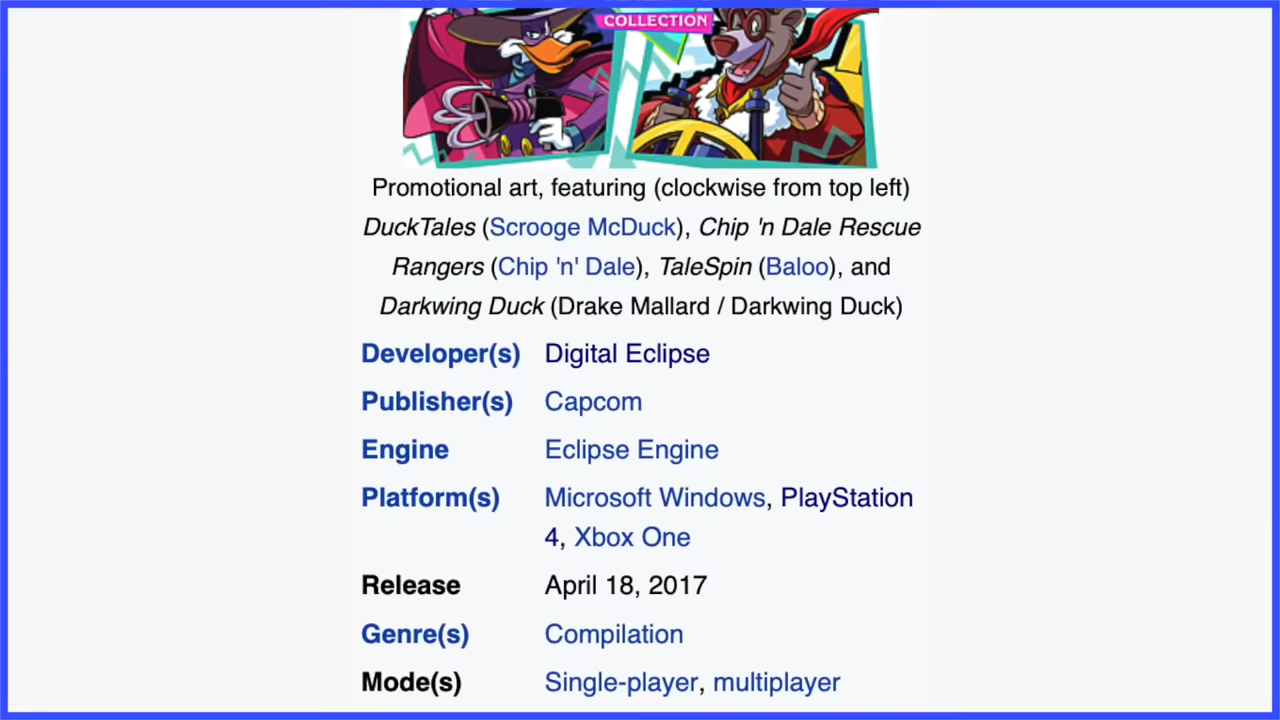 COLLECTION
Promotional art, featuring (clockwise from top left)
DuckTales (Scrooge McDuck), Chip 'n Dale Rescue
Rangers (Chip 'n' Dale), TaleSpin (Baloo), and
Darkwing Duck (Drake Mallard / Darkwing Duck)
Developer(s) Digital Eclipse
Publisher(s) Capcom
Engine Eclipse Engine
Platform(s) Microsoft Windows, PlayStation
4, Xbox One
Release April 18, 2017
Genre(s) Compilation
Mode(s) Single-player, multiplayer